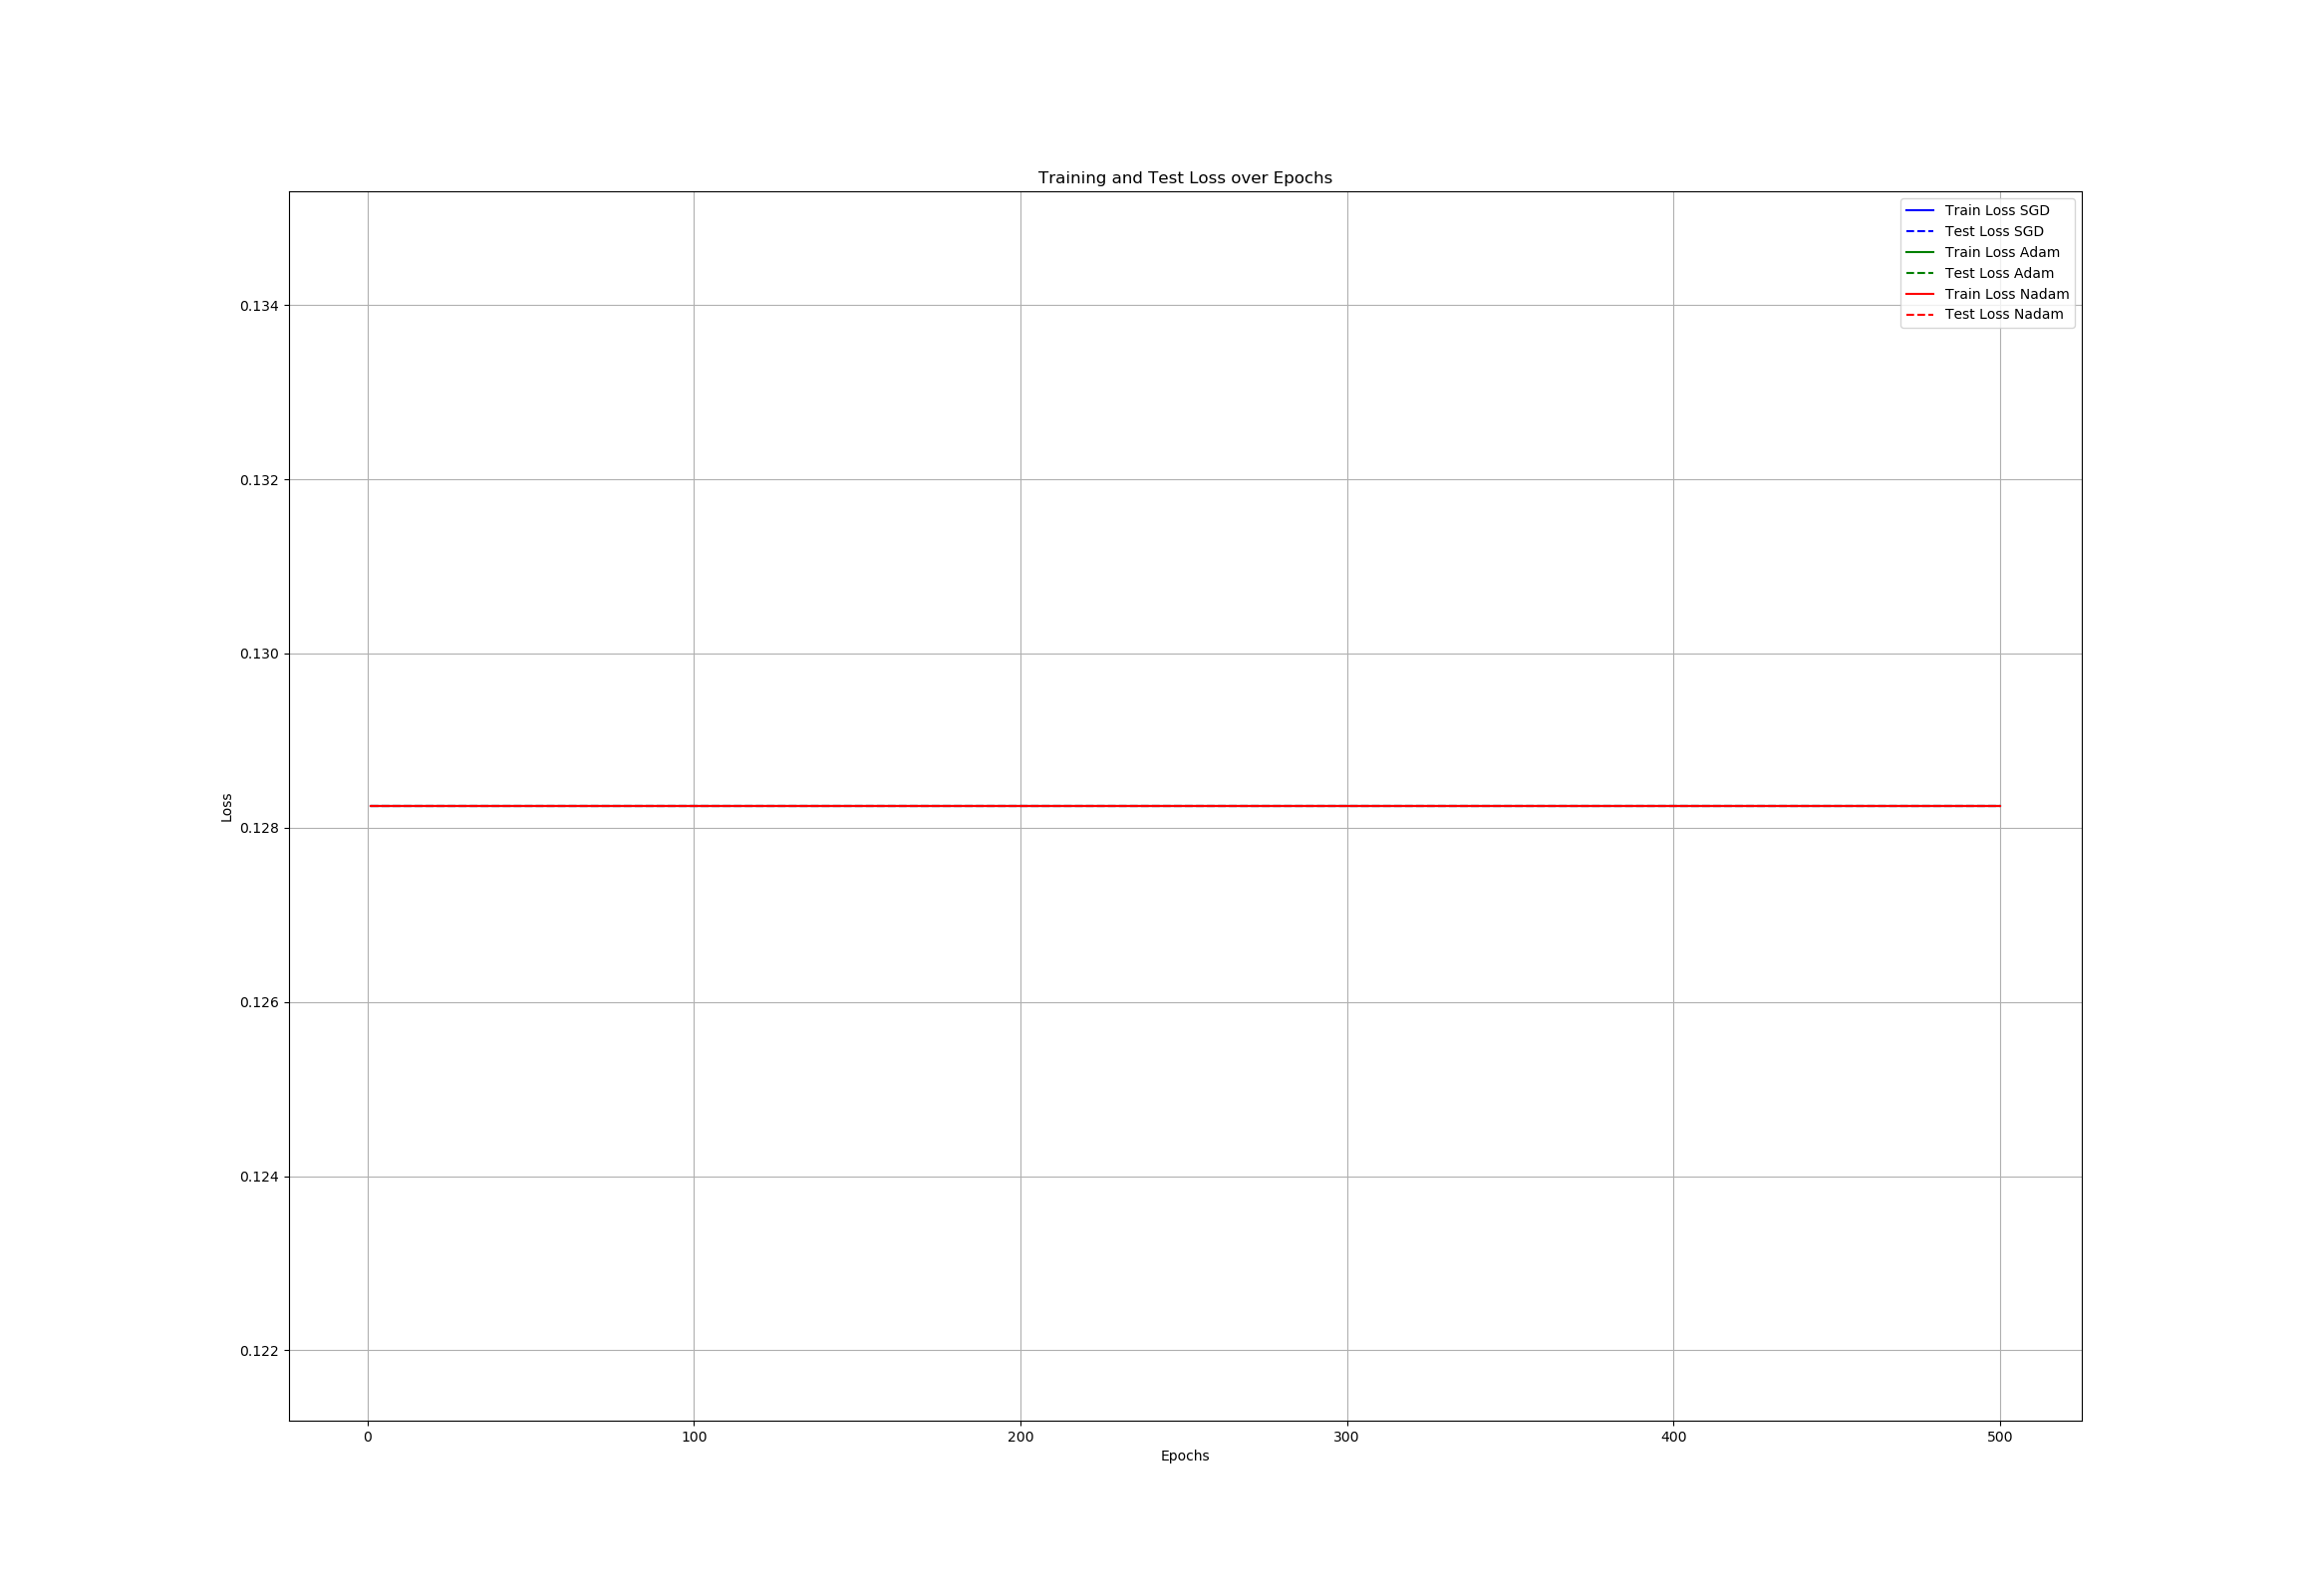 Training and Test Loss over Epochs
Train Loss SGD
Test Loss SGD
Train Loss Adam
Test Loss Adam
Train Loss Nadam
Test Loss Nadam
0.134
0.132
0.130
0.128
0.126
0.124
0.122
Loss
0 100 200 300 400 500
Epochs